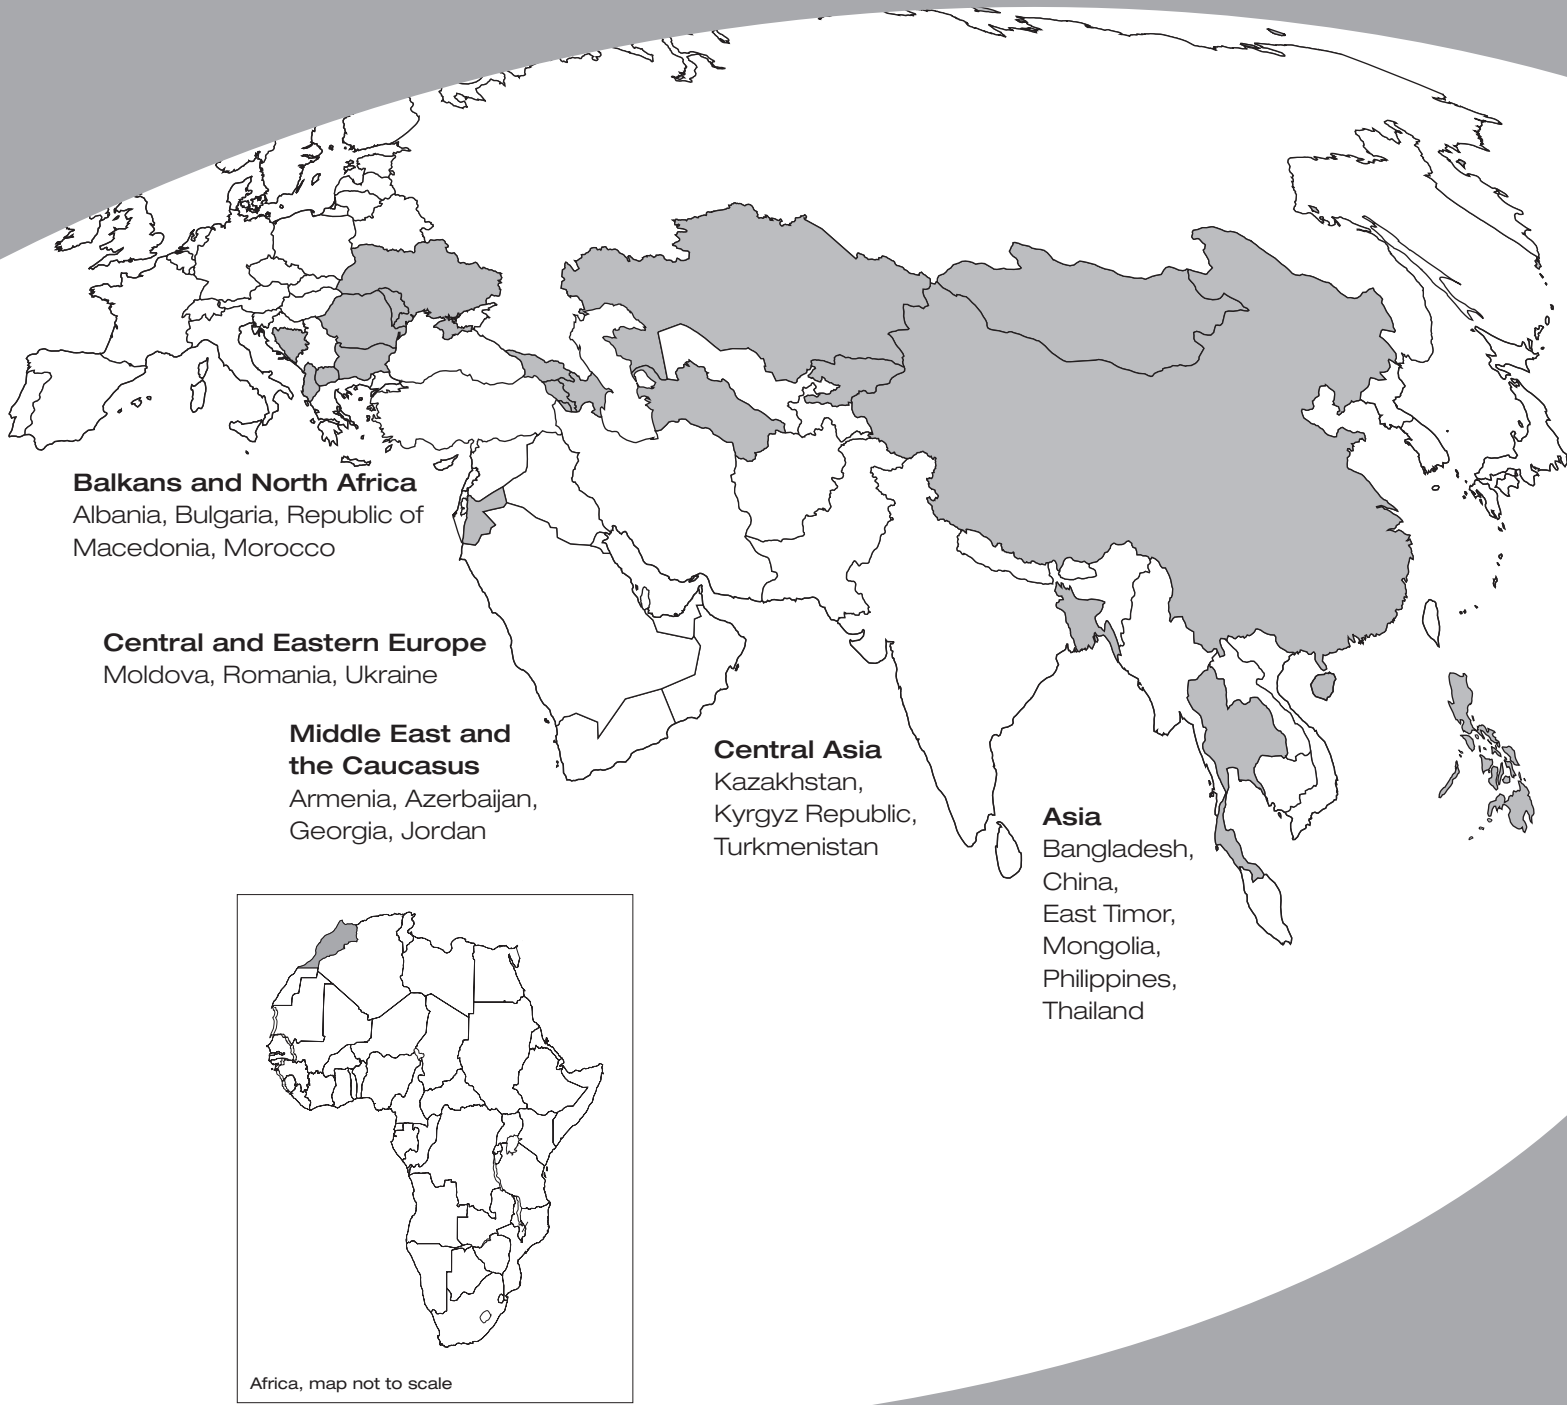 Balkans and North Africa
Albania, Bulgaria, Republic of
Macedonia, Morocco
Central and Eastern Europe
Moldova, Romania, Ukraine
Middle East and
the Caucasus
Armenia, Azerbaijan,
Georgia, Jordan
Central Asia
Kazakhstan,
Kyrgyz Republic,
Turkmenistan
Asia
Bangladesh,
China,
East Timor,
Mongolia,
Philippines,
Thailand
Africa, map not to scale